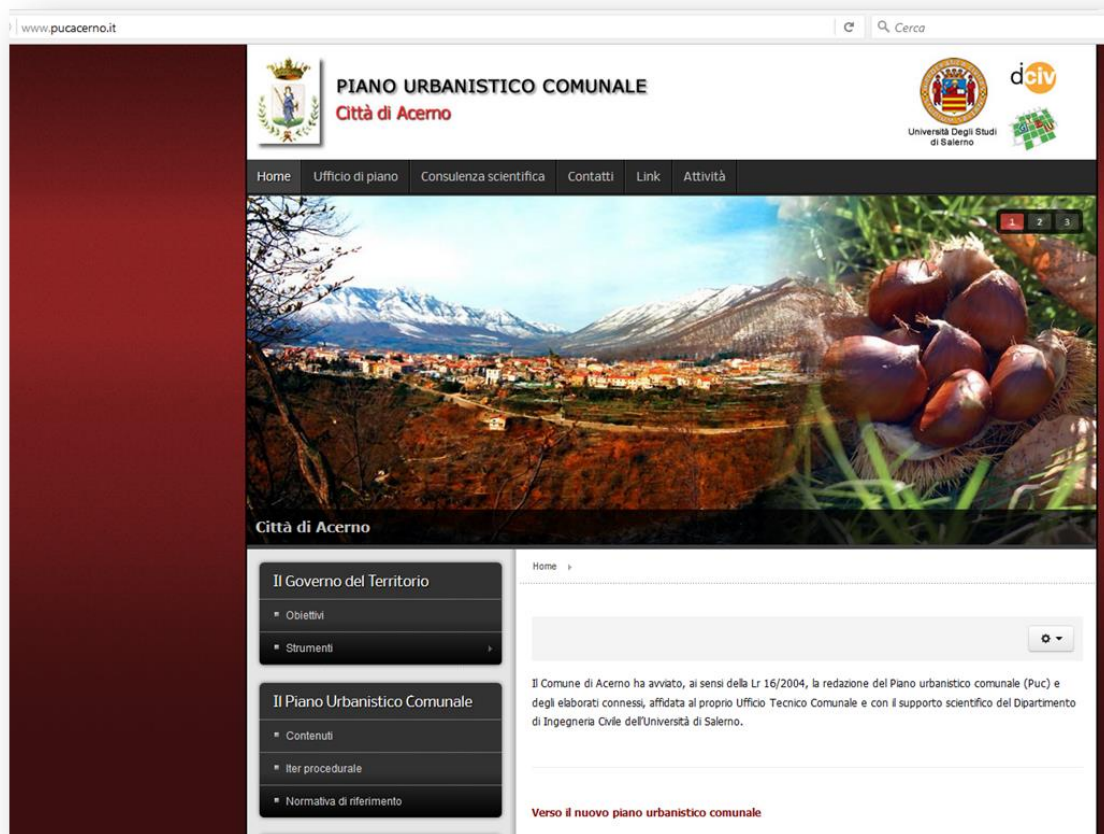 www.pucacerno.it
Cerca
PIANO URBANISTICO COMUNALE
Città di Acerno
Università Degli Studi
di Salerno
dciv
Home Ufficio di piano Consulenza scientifica Contatti Link Attività
1 2 3
Città di Acerno
Il Governo del Territorio
Obiettivi
Strumenti
Il Piano Urbanistico Comunale
Contenuti
Iter procedurale
Normativa di riferimento
Home
Il Comune di Acerno ha avviato, ai sensi della Lr 16/2004, la redazione del Piano urbanistico comunale (Puc) e
degli elaborati connessi, affidata al proprio Ufficio Tecnico Comunale e con il supporto scientifico del Dipartimento
di Ingegneria Civile dell'Università di Salerno.
Verso il nuovo piano urbanistico comunale